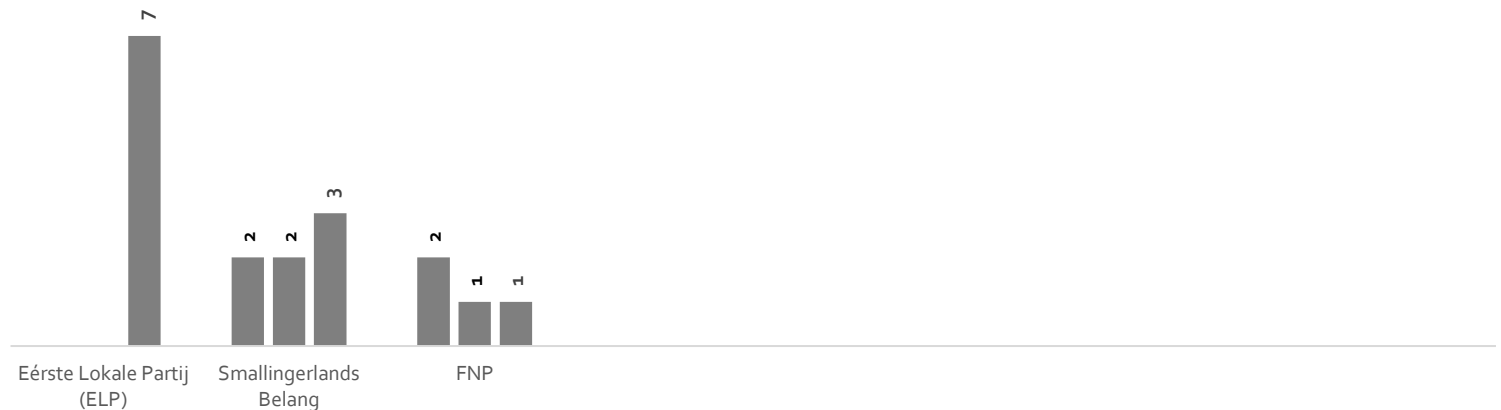 7
2
2
3
2
1
1
Eérste Lokale Partij
(ELP)
Smallingerlands
Belang
FNP